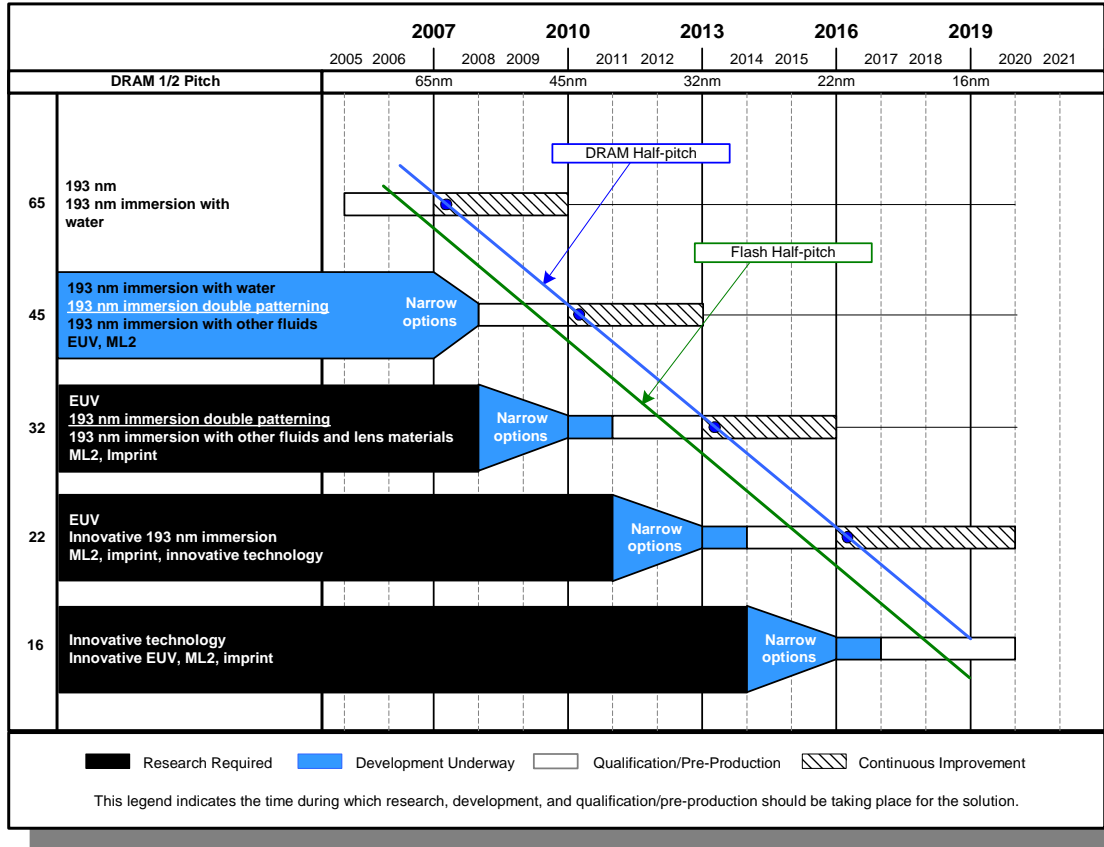 2007 2010 2013 2016 2019
2005 2006 2008 2009 2011 2012 2014 2015 2017 2018 2020 2021
DRAM 1/2 Pitch 65nm 45nm 32nm 22nm 16nm
DRAM Half-pitch
65
193 nm
193 nm immersion with
water
Flash Half-pitch
45
193 nm immersion with water
193 nm immersion double patterning
193 nm immersion with other fluids
EUV, ML2
Narrow
options
32
EUV
193 nm immersion double patterning
193 nm immersion with other fluids and lens materials
ML2, Imprint
Narrow
options
22
EUV
Innovative 193 nm immersion
ML2, imprint, innovative technology
Narrow
options
16
Innovative technology
Innovative EUV, ML2, imprint
Narrow
options
Research Required Development Underway Qualification/Pre-Production Continuous Improvement
This legend indicates the time during which research, development, and qualification/pre-production should be taking place for the solution.